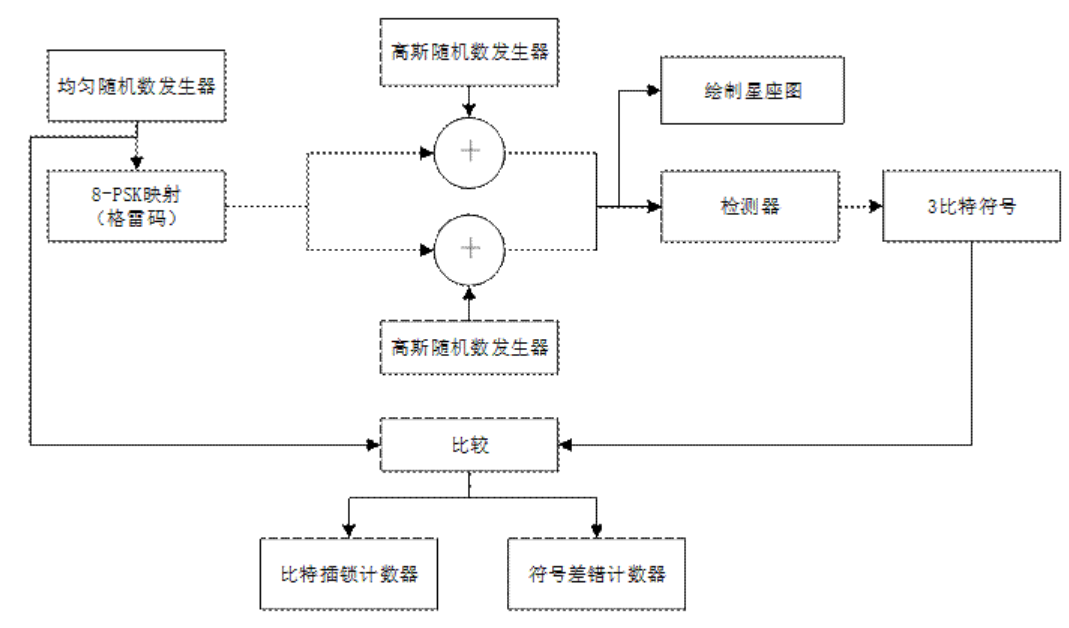 高斯随机数发生器
均匀随机数发生器
绘制星座图
8-PSK映射
（格雷码）
检测器
3比特符号
高斯随机数发生器
比较
比特插锁计数器
符号差错计数器